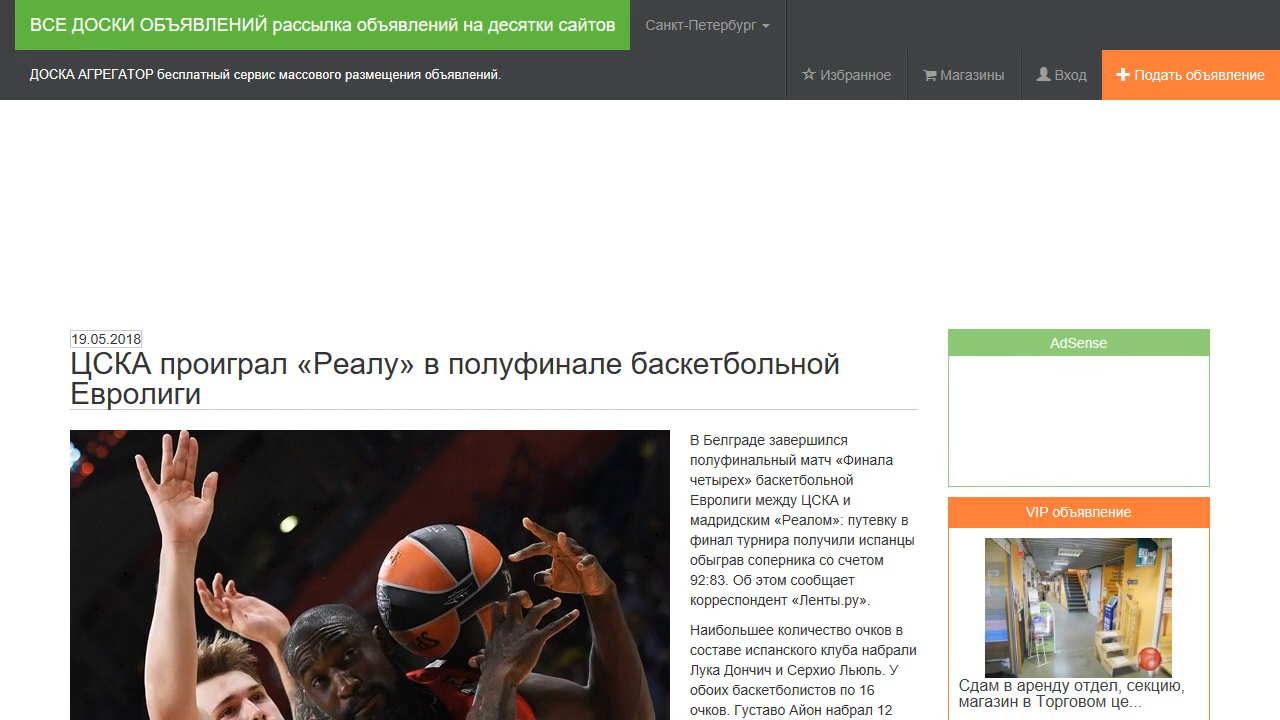 ВСЕ ДОСКИ ОБЪЯВЛЕНИЙ рассылка объявлений на десятки сайтов
Санкт-Петербург
ДОСКА АГРЕГАТОР бесплатный сервис массового размещения объявлений.
Избранное
Магазины
Вход
Подать объявление
19.05.2018
ЦСКА проиграл «Реалу» в полуфинале баскетбольной
Евролиги
В Белграде завершился
полуфинальный матч «Финала
четырех» баскетбольной
Евролиги между ЦСКА и
мадридским «Реалом»: путевку в
финал турнира получили испанцы
обыграв соперника со счетом
92:83. Об этом сообщает
корреспондент «Ленты.ру».
Наибольшее количество очков в
составе испанского клуба набрали
Лука Дончич и Серхио Льюль. У
обоих баскетболистов по 16
очков. Густаво Айон набрал 12
AdSense
VIP объявление
Сдам в аренду отдел, секцию,
магазин в Торговом це...